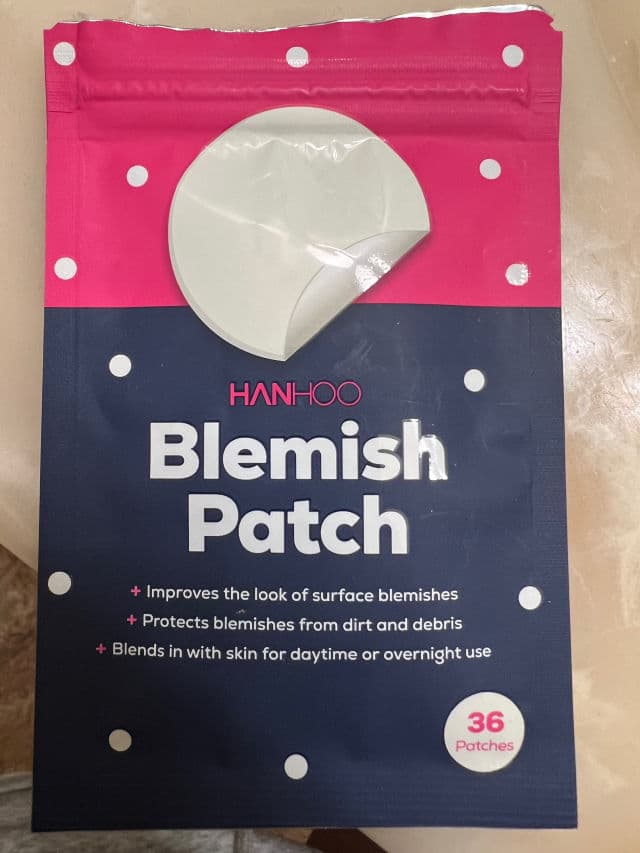 HANHOO
Blemish
Patch
+ Improves the look of surface blemishes
+ Protects blemishes from dirt and debris
+ Blends in with skin for daytime or overnight use
36
Patches